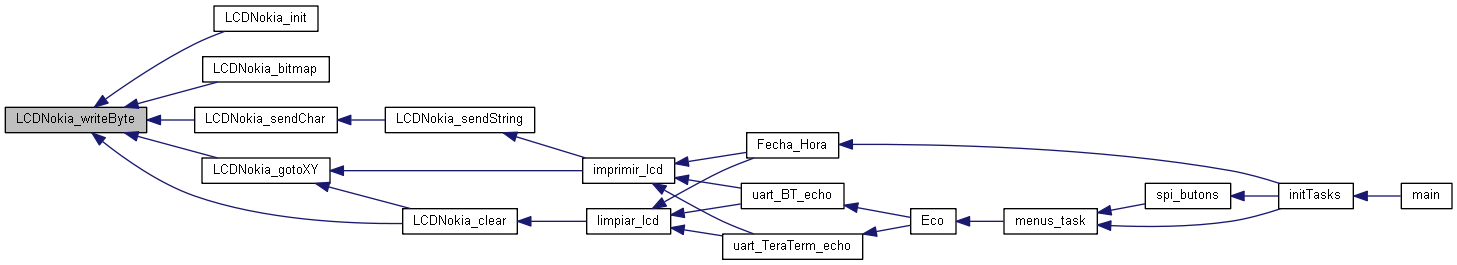 LCDNokia_init
LCDNokia_bitmap
LCDNokia_writeByte
LCDNokia_sendChar
LCDNokia_sendString
LCDNokia_gotoXY
LCDNokia_clear
imprimir_lcd
limpiar_lcd
Fecha_Hora
uart_BT_echo
uart_TeraTerm_echo
Eco
menus_task
spi_butons
initTasks
main